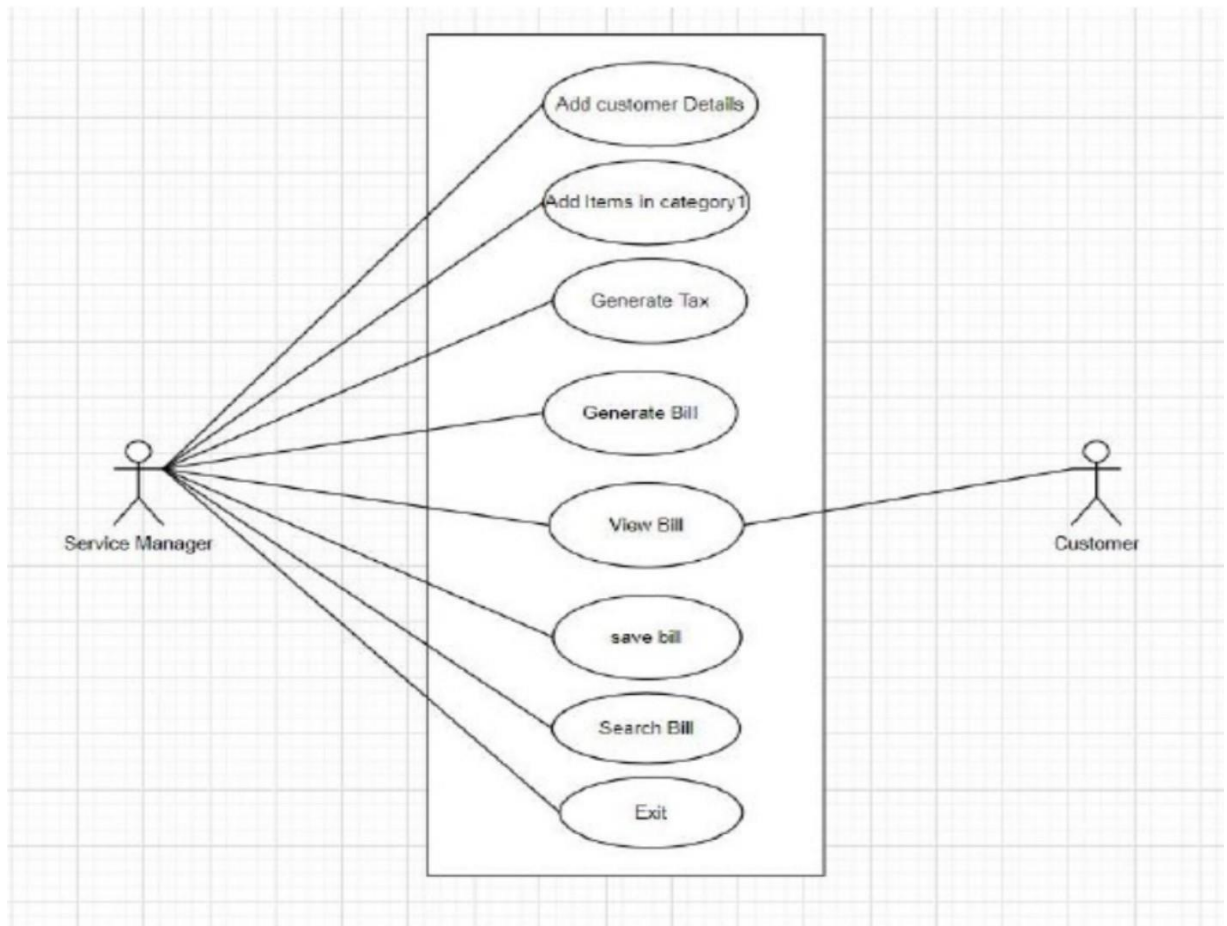 Add customer Details
Add Items in category1
Generate Tax
Generate Bill
View Bill
save bill
Search Bill
Exit
Service Manager
Customer